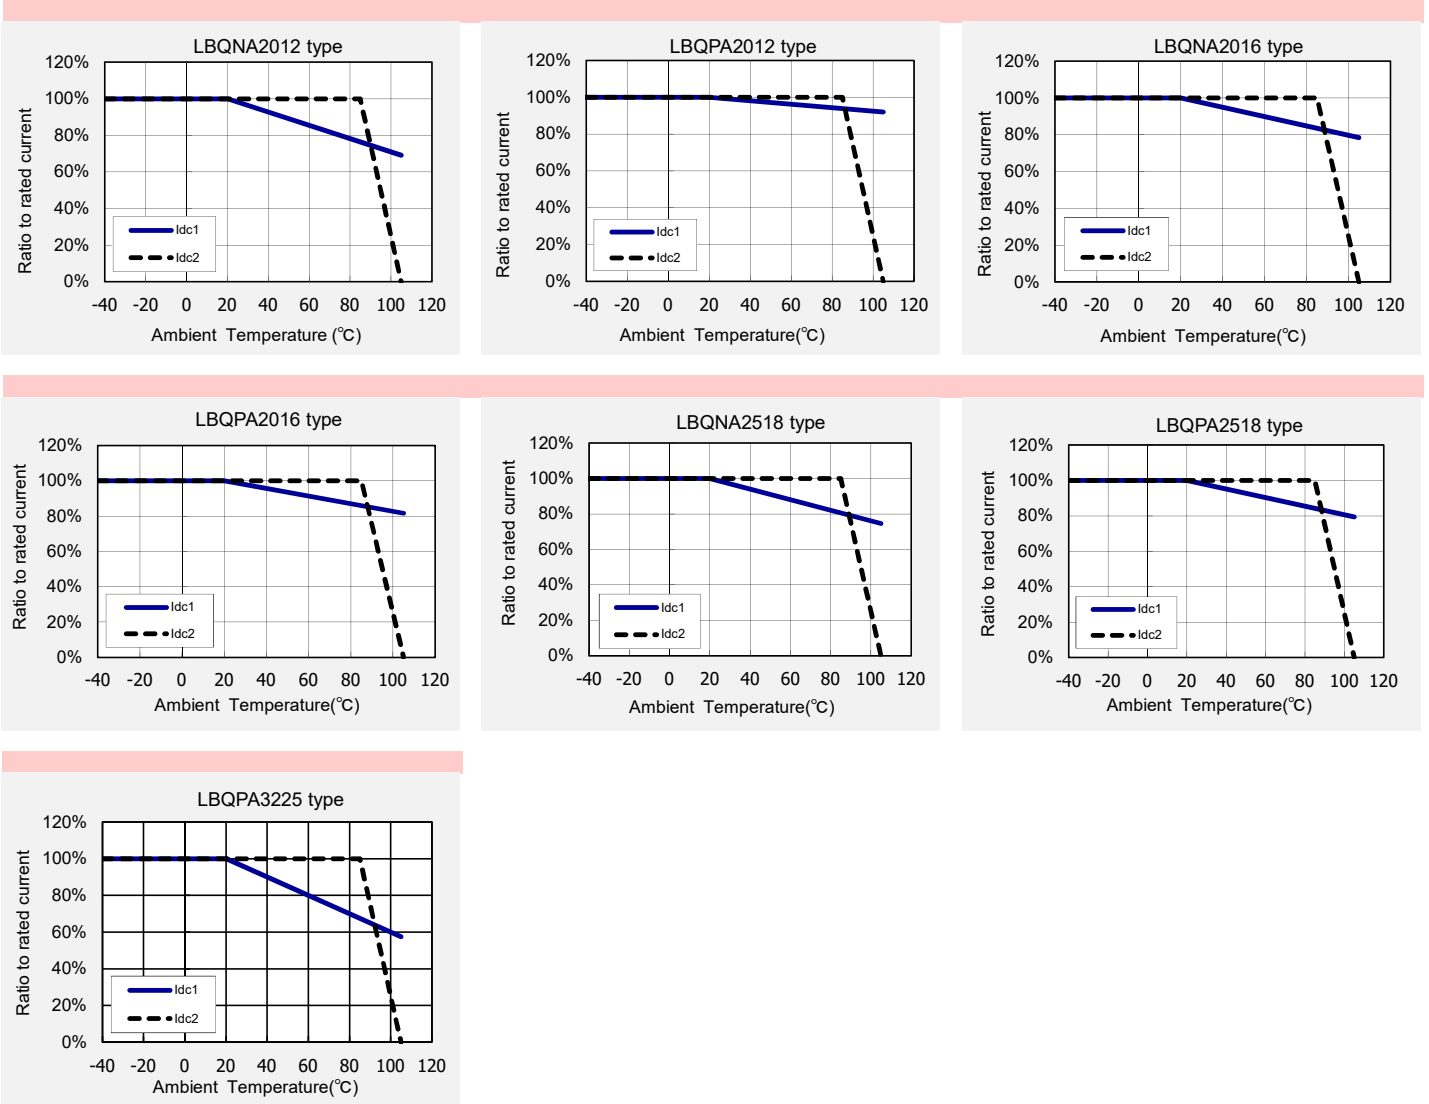 LBQNA2012 type
120%
100%
80%
60%
40%
20%
0%
Ratio to rated current
Idc1
Idc2
-40 -20 0 20 40 60 80 100 120
Ambient Temperature (℃)
LBQPA2012 type
120%
100%
80%
60%
40%
20%
0%
Ratio to rated current
Idc1
Idc2
-40 -20 0 20 40 60 80 100 120
Ambient Temperature(℃)
LBQNA2016 type
120%
100%
80%
60%
40%
20%
0%
Ratio to rated current
Idc1
Idc2
-40 -20 0 20 40 60 80 100 120
Ambient Temperature(℃)
LBQPA2016 type
120%
100%
80%
60%
40%
20%
0%
Ratio to rated current
Idc1
Idc2
-40 -20 0 20 40 60 80 100 120
Ambient Temperature(℃)
LBQNA2518 type
120%
100%
80%
60%
40%
20%
0%
Ratio to rated current
Idc1
Idc2
-40 -20 0 20 40 60 80 100 120
Ambient Temperature(℃)
LBQPA2518 type
120%
100%
80%
60%
40%
20%
0%
Ratio to rated current
Idc1
Idc2
-40 -20 0 20 40 60 80 100 120
Ambient Temperature(℃)
LBQPA3225 type
120%
100%
80%
60%
40%
20%
0%
Ratio to rated current
Idc1
Idc2
-40 -20 0 20 40 60 80 100 120
Ambient Temperature(℃)